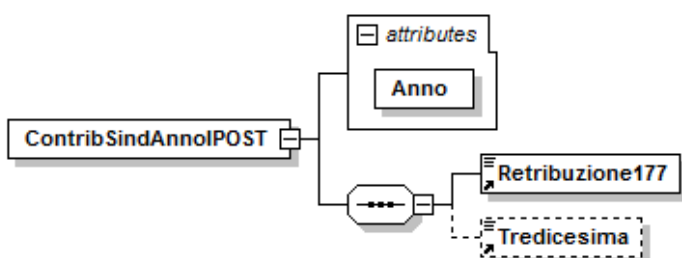 attributes
Anno
ContribSindAnnoIPOST
Retribuzione177
Tredicesima